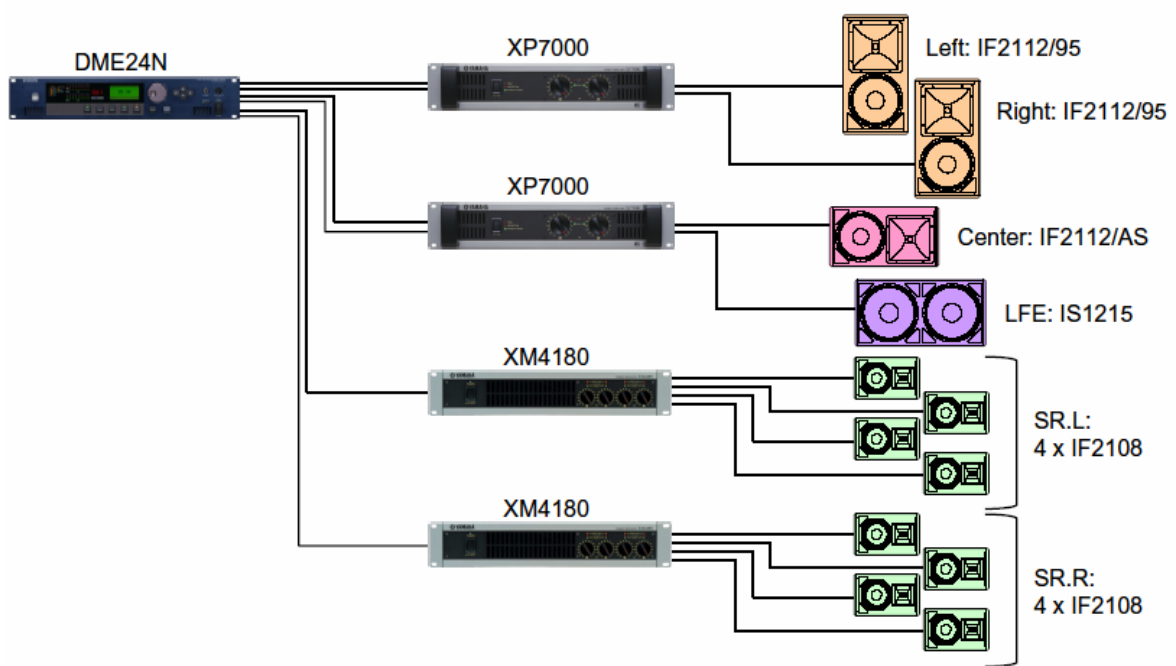 XP7000
DME24N
Left: IF2112/95
Right: IF2112/95
XP7000
Center: IF2112/AS
LFE: IS1215
XM4180
SR.L:
4 x IF2108
XM4180
SR.R:
4 x IF2108